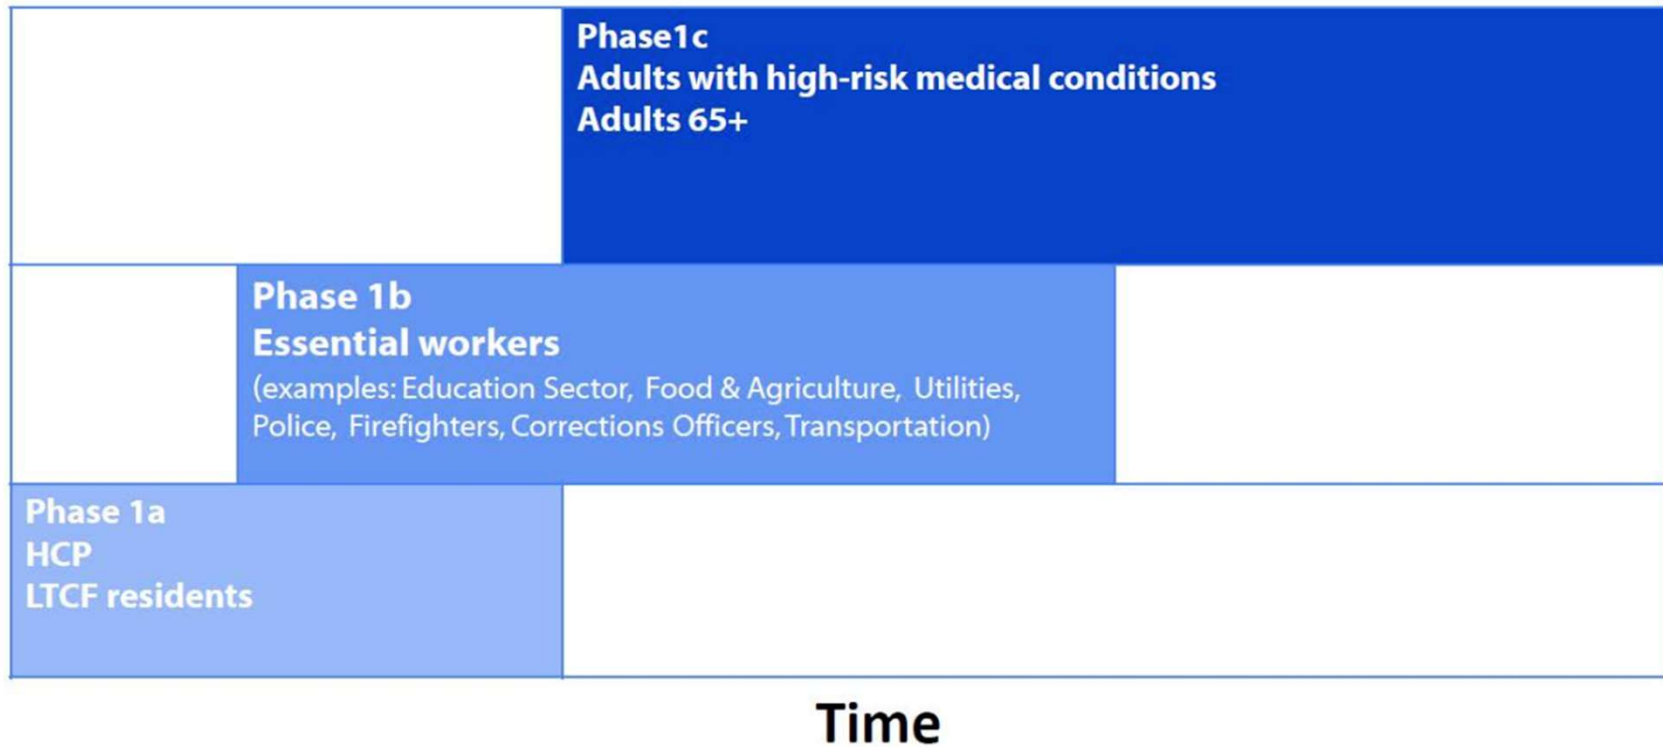 Phase1c
Adults with high-risk medical conditions
Adults 65+
Phase 1b
Essential workers
(examples: Education Sector, Food & Agriculture, Utilities,
Police, Firefighters, Corrections Officers, Transportation)
Phase 1a
HCP
LTCF residents
Time